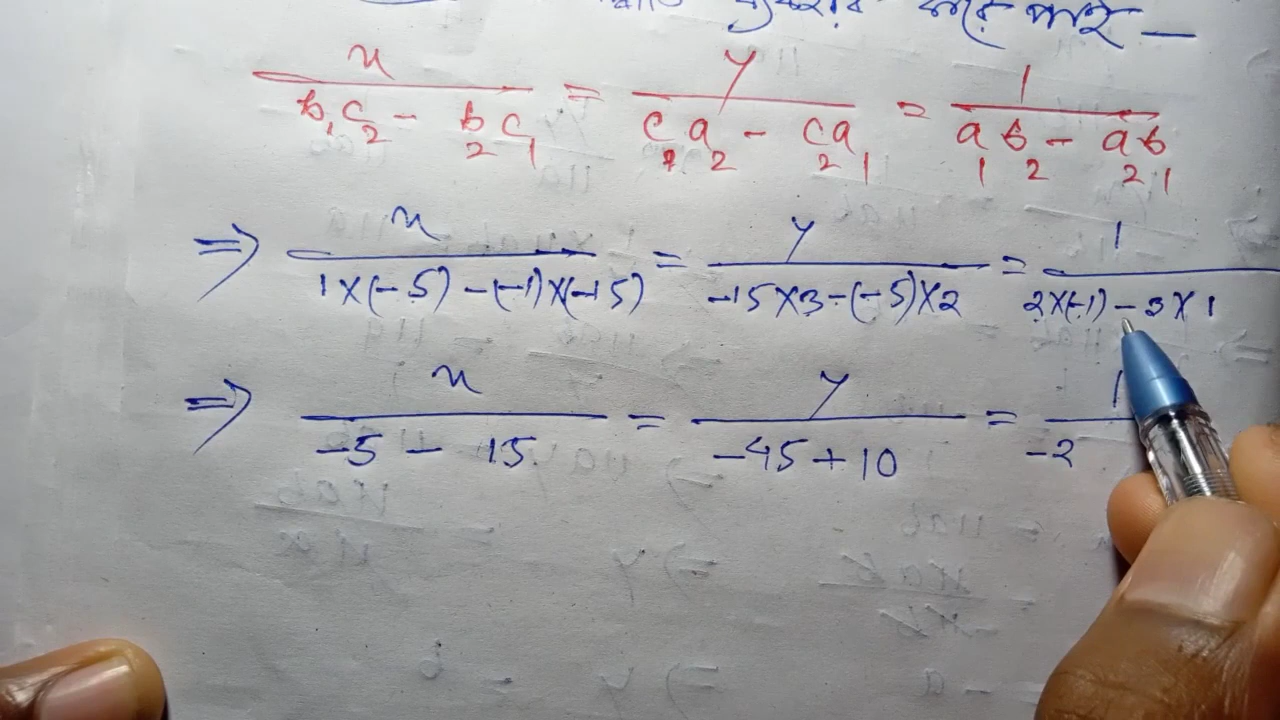 করে পাই —
x/(b₁c₂ - b₂c₁) = y/(c₁a₂ - c₂a₁) = 1/(a₁b₂ - a₂b₁)
⇒ x/(1×(-5) - (-1)×(-15)) = y/(-15×3-(-5)×2) = 1/(2×(-1) - 3×1)
⇒ x/(-5 - 15) = y/(-45+10) = 1/(-2